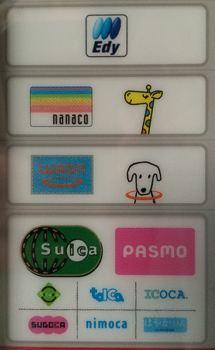 Edy
nanaco
WAON
Suica
PASMO
TOICA
ICOCA
SUGOCA
nimoca